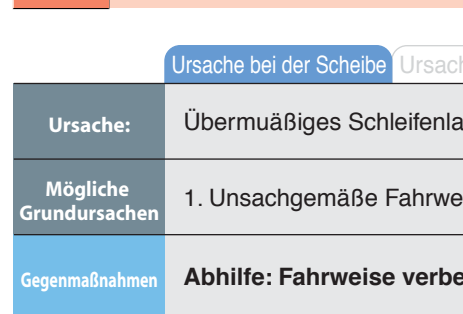 Ursache bei der Scheibe Ursach
Ursache: Übermuäßiges Schleifenla
Mögliche
Grundursachen 1. Unsachgemäße Fahrwe
Gegenmaßnahmen Abhilfe: Fahrweise verbe